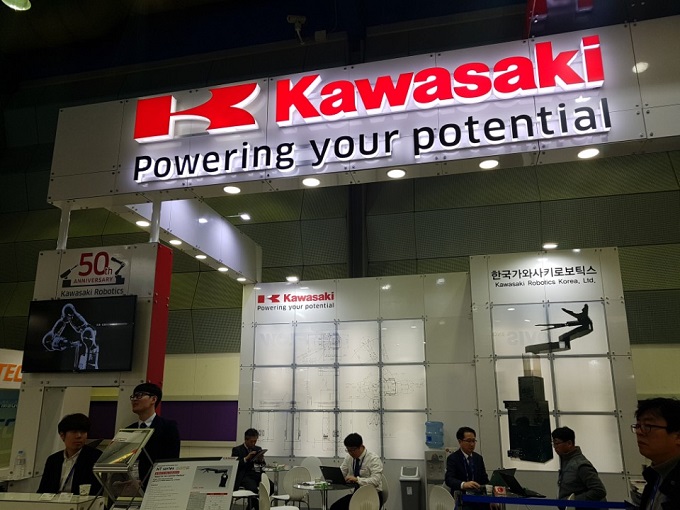 Kawasaki
Powering your potential
50th
ANNIVERSARY
Kawasaki Robotics
Kawasaki
Powering your potential
한국가와사키로보틱스
Kawasaki Robotics Korea, Ltd.
TEC